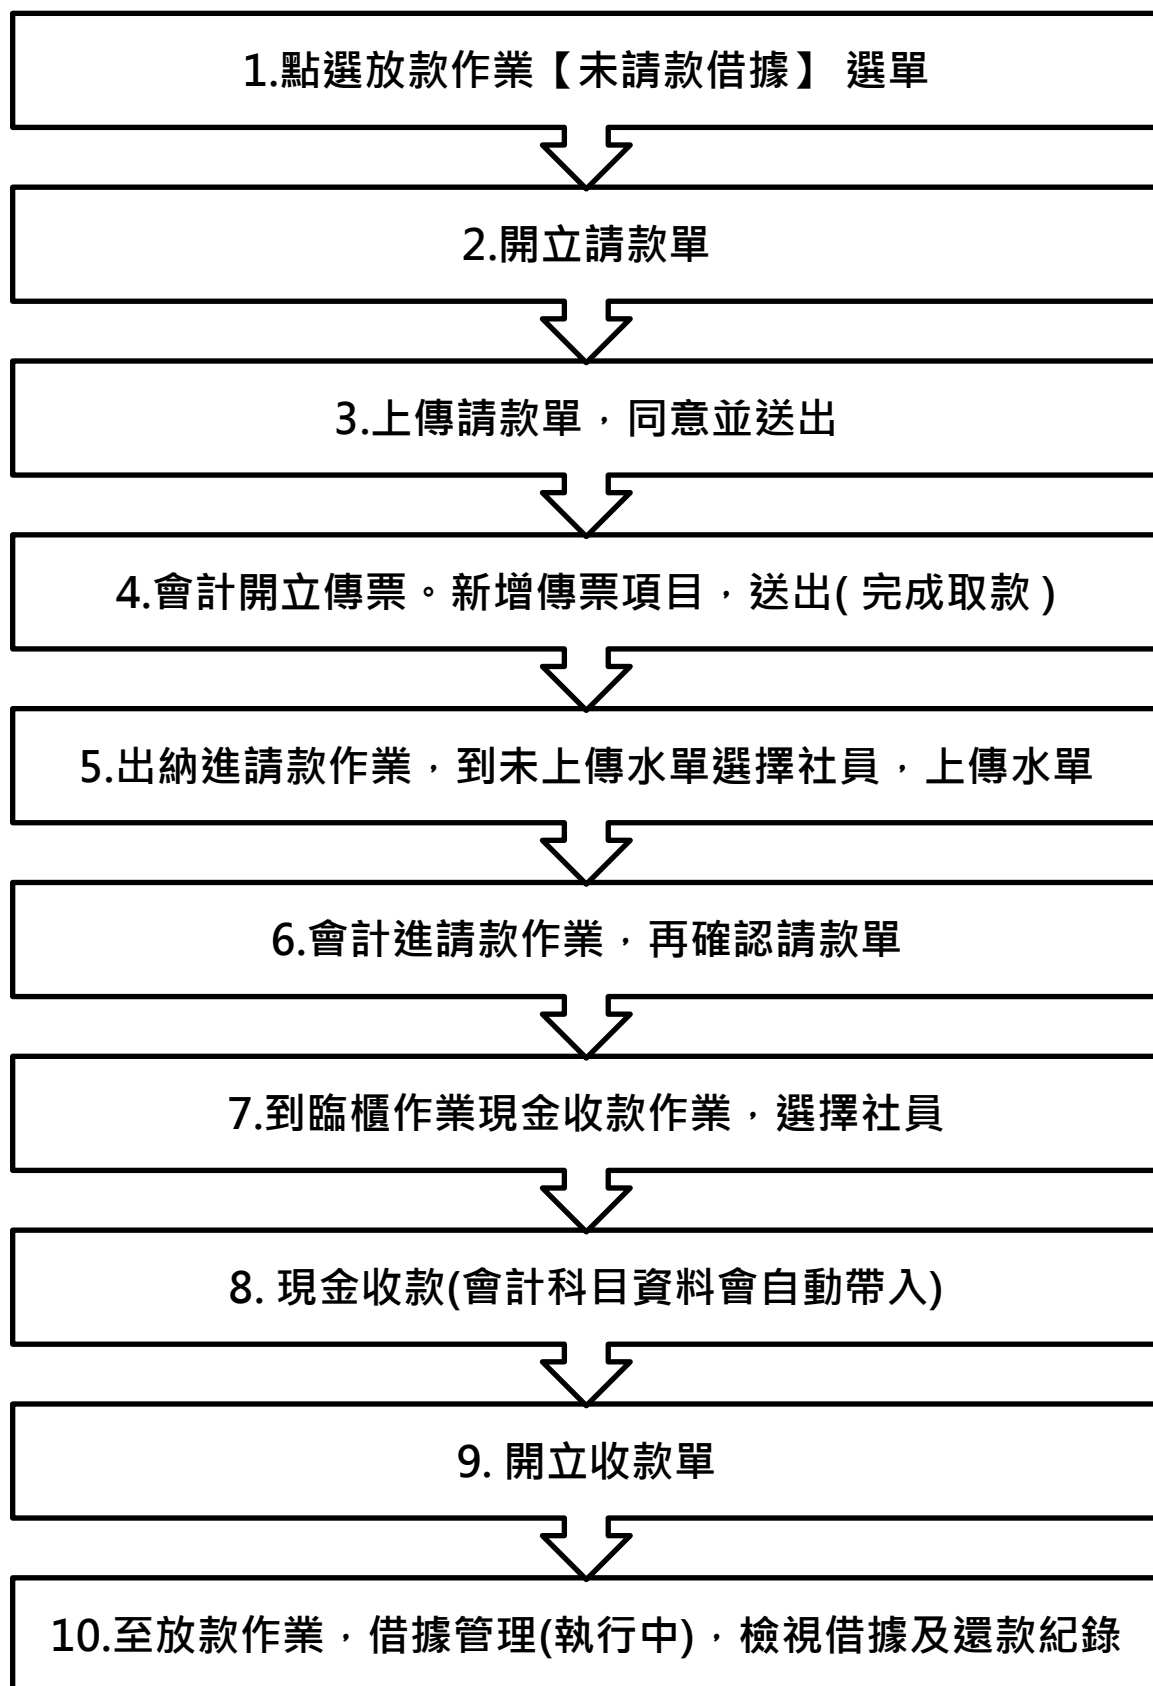 1.點選放款作業【未請款借據】 選單
2.開立請款單
3.上傳請款單，同意並送出
4.會計開立傳票。新增傳票項目，送出( 完成取款 )
5.出納進請款作業，到未上傳水單選擇社員，上傳水單
6.會計進請款作業，再確認請款單
7.到臨櫃作業現金收款作業，選擇社員
8. 現金收款(會計科目資料會自動帶入)
9. 開立收款單
10.至放款作業，借據管理(執行中)，檢視借據及還款紀錄